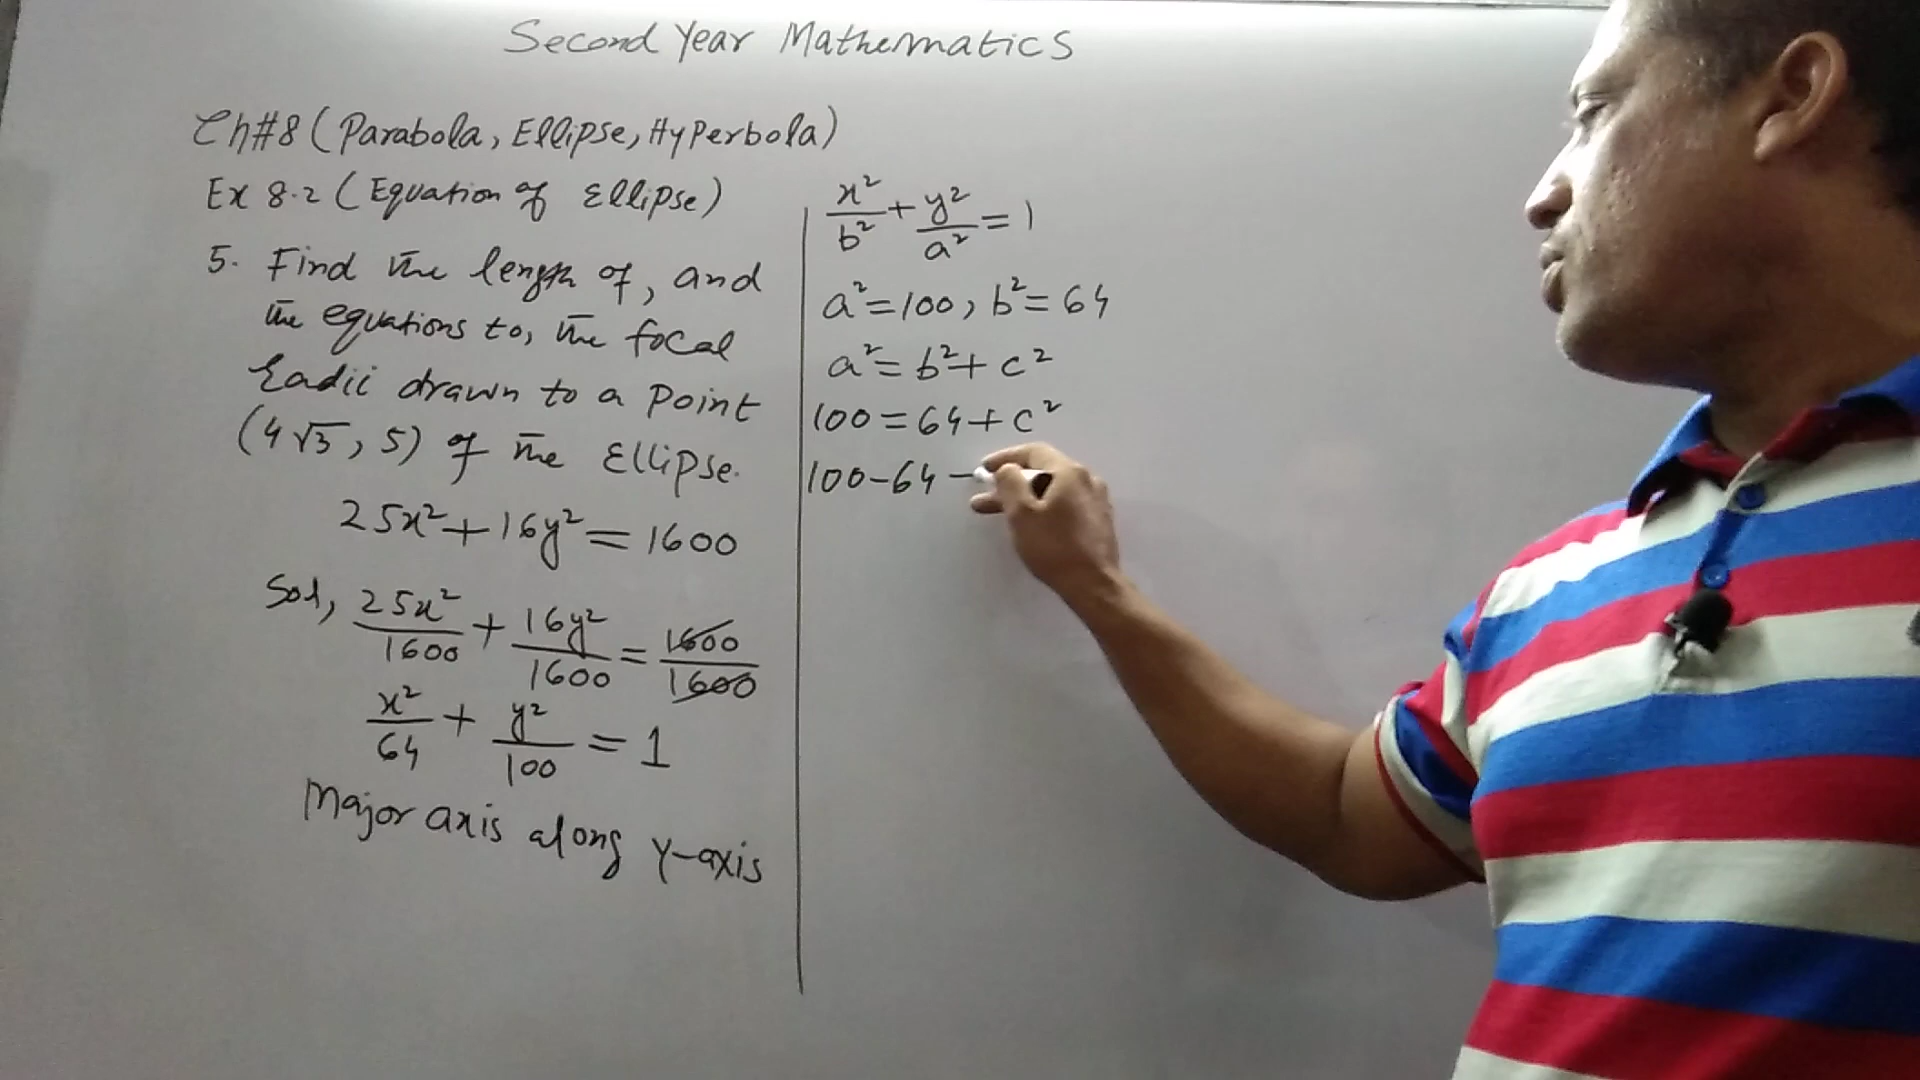 Second Year Mathematics
Ch#8 (Parabola, Ellipse, Hyperbola)
Ex 8.2 (Equation of Ellipse)
5. Find the length of, and
the equations to, the focal
radii drawn to a point
(4√3, 5) of the Ellipse.
25x² + 16y² = 1600
Sol, 25x²/1600 + 16y²/1600 = 1600/1600
x²/64 + y²/100 = 1
Major axis along Y-axis
x²/b² + y²/a² = 1
a² = 100, b² = 64
a² = b² + c²
100 = 64 + c²
100 - 64 -